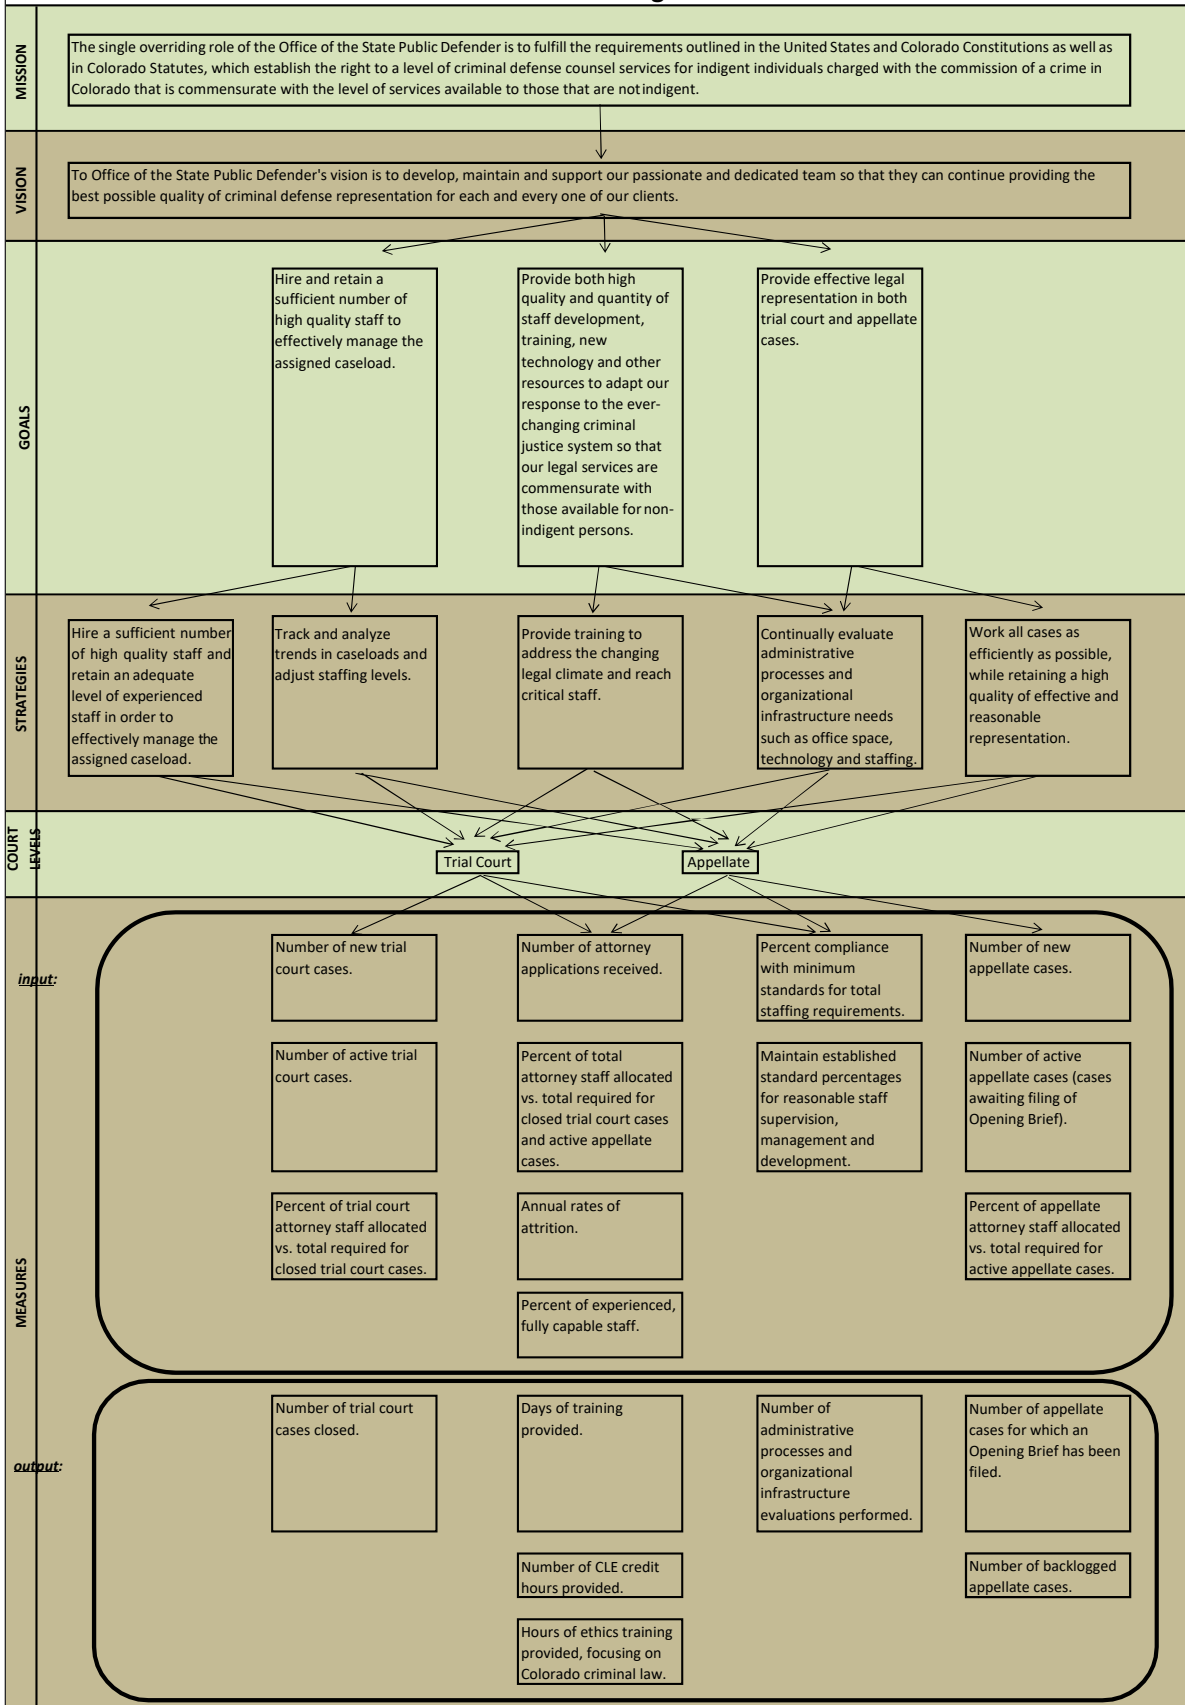 MISSION
The single overriding role of the Office of the State Public Defender is to fulfill the requirements outlined in the United States and Colorado Constitutions as well as
in Colorado Statutes, which establish the right to a level of criminal defense counsel services for indigent individuals charged with the commission of a crime in
Colorado that is commensurate with the level of services available to those that are not indigent.
VISION
To Office of the State Public Defender's vision is to develop, maintain and support our passionate and dedicated team so that they can continue providing the
best possible quality of criminal defense representation for each and every one of our clients.
GOALS
Hire and retain a
sufficient number of
high quality staff to
effectively manage the
assigned caseload.
Provide both high
quality and quantity of
staff development,
training, new
technology and other
resources to adapt our
response to the ever-
changing criminal
justice system so that
our legal services are
commensurate with
those available for non-
indigent persons.
Provide effective legal
representation in both
trial court and appellate
cases.
STRATEGIES
Hire a sufficient number
of high quality staff and
retain an adequate
level of experienced
staff in order to
effectively manage the
assigned caseload.
Track and analyze
trends in caseloads and
adjust staffing levels.
Provide training to
address the changing
legal climate and reach
critical staff.
Continually evaluate
administrative
processes and
organizational
infrastructure needs
such as office space,
technology and staffing.
Work all cases as
efficiently as possible,
while retaining a high
quality of effective and
reasonable
representation.
COURT
LEVELS
Trial Court
Appellate
MEASURES
input:
Number of new trial
court cases.
Number of attorney
applications received.
Percent compliance
with minimum
standards for total
staffing requirements.
Number of new
appellate cases.
Number of active trial
court cases.
Percent of total
attorney staff allocated
vs. total required for
closed trial court cases
and active appellate
cases.
Maintain established
standard percentages
for reasonable staff
supervision,
management and
development.
Number of active
appellate cases (cases
awaiting filing of
Opening Brief).
Percent of trial court
attorney staff allocated
vs. total required for
closed trial court cases.
Annual rates of
attrition.
Percent of appellate
attorney staff allocated
vs. total required for
active appellate cases.
Percent of experienced,
fully capable staff.
output:
Number of trial court
cases closed.
Days of training
provided.
Number of
administrative
processes and
organizational
infrastructure
evaluations performed.
Number of appellate
cases for which an
Opening Brief has been
filed.
Number of CLE credit
hours provided.
Number of backlogged
appellate cases.
Hours of ethics training
provided, focusing on
Colorado criminal law.